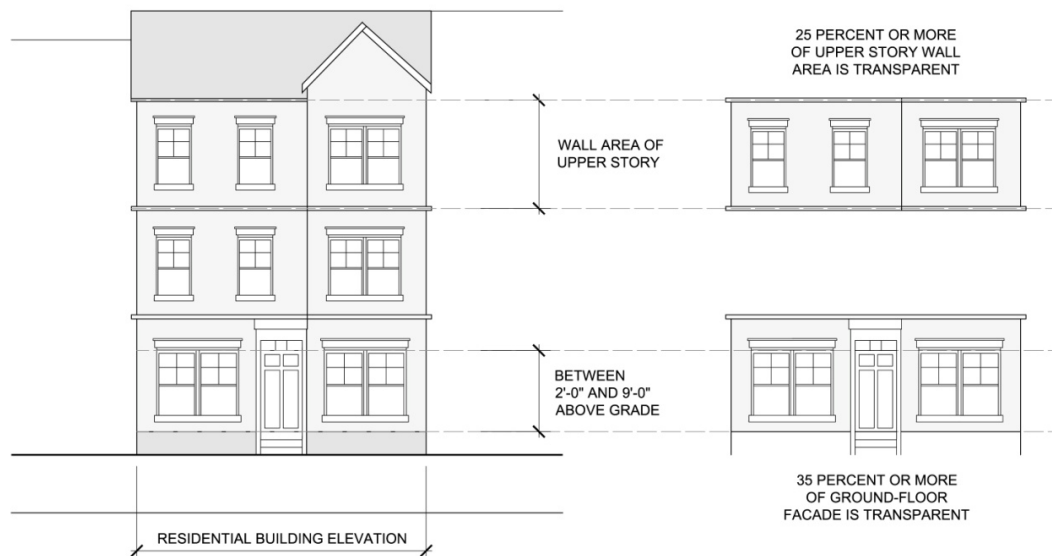 25 PERCENT OR MORE
OF UPPER STORY WALL
AREA IS TRANSPARENT
WALL AREA OF
UPPER STORY
BETWEEN
2'-0" AND 9'-0"
ABOVE GRADE
35 PERCENT OR MORE
OF GROUND-FLOOR
FACADE IS TRANSPARENT
RESIDENTIAL BUILDING ELEVATION